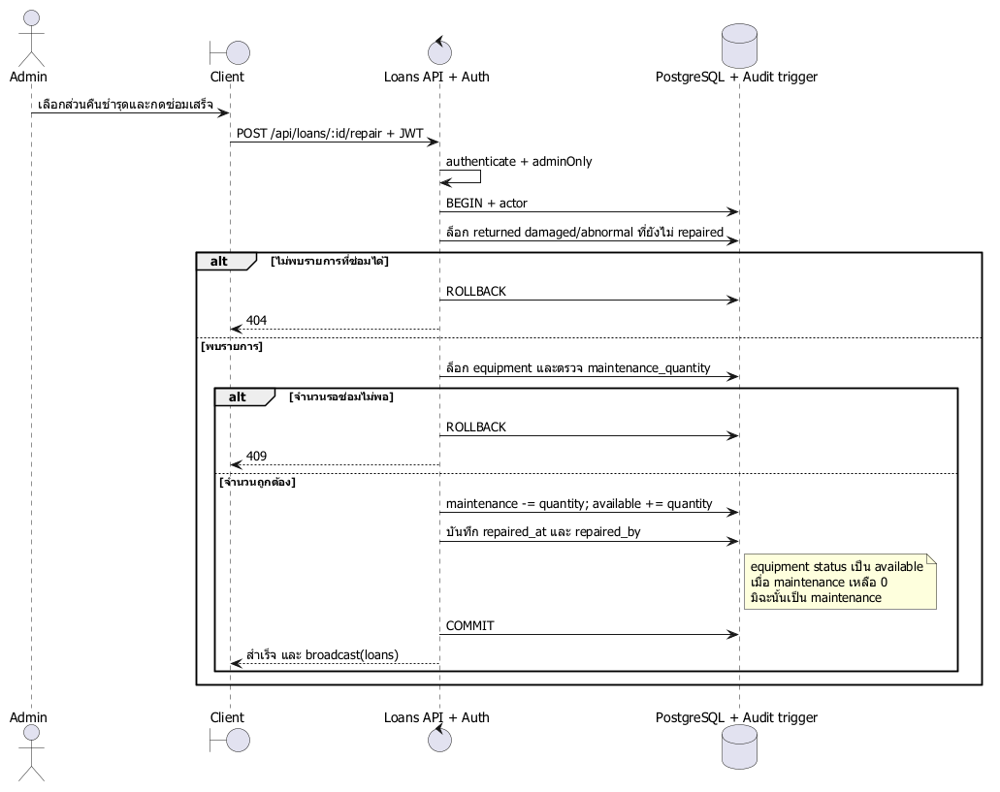 Admin
Client
Loans API + Auth
PostgreSQL + Audit trigger
เลือกส่วนคืนชำรุดและกดซ่อมเสร็จ
POST /api/loans/:id/repair + JWT
authenticate + adminOnly
BEGIN + actor
ล็อก returned damaged/abnormal ที่ยังไม่ repaired
alt [ไม่พบรายการที่ซ่อมได้]
ROLLBACK
404
[พบรายการ]
ล็อก equipment และตรวจ maintenance_quantity
alt [จำนวนรอซ่อมไม่พอ]
ROLLBACK
409
[จำนวนถูกต้อง]
maintenance -= quantity; available += quantity
บันทึก repaired_at และ repaired_by
equipment status เป็น available
เมื่อ maintenance เหลือ 0
มิฉะนั้นเป็น maintenance
COMMIT
สำเร็จ และ broadcast(loans)
Admin
Client
Loans API + Auth
PostgreSQL + Audit trigger